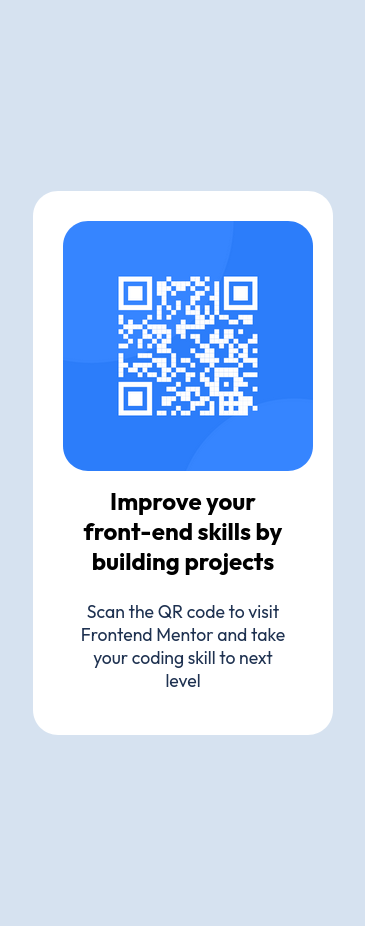 Improve your
front-end skills by
building projects
Scan the QR code to visit
Frontend Mentor and take
your coding skill to next
level